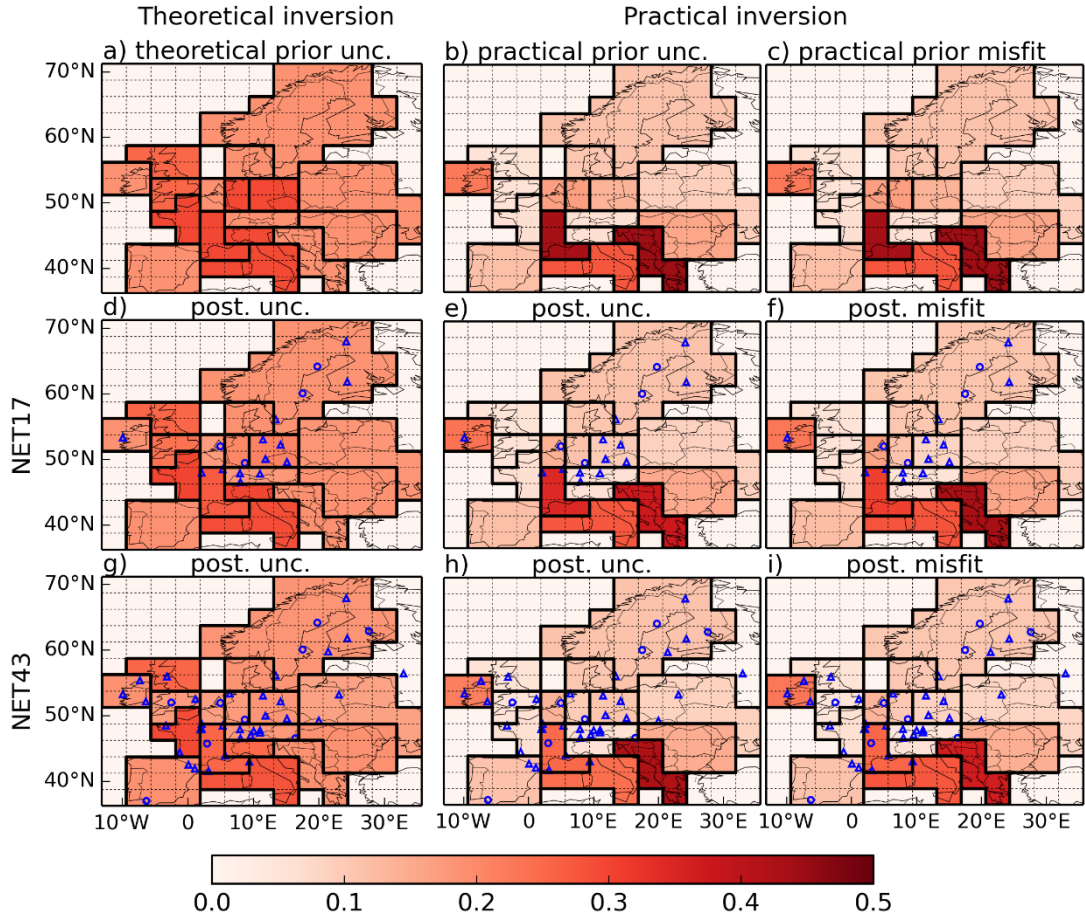 Theoretical inversion
Practical inversion
a) theoretical prior unc.
b) practical prior unc.
c) practical prior misfit
70°N
60°N
50°N
40°N
NET17
d) post. unc.
e) post. unc.
f) post. misfit
70°N
60°N
50°N
40°N
NET43
g) post. unc.
h) post. unc.
i) post. misfit
70°N
60°N
50°N
40°N
10°W 0 10°E 20°E 30°E
10°W 0 10°E 20°E 30°E
10°W 0 10°E 20°E 30°E
0.0 0.1 0.2 0.3 0.4 0.5